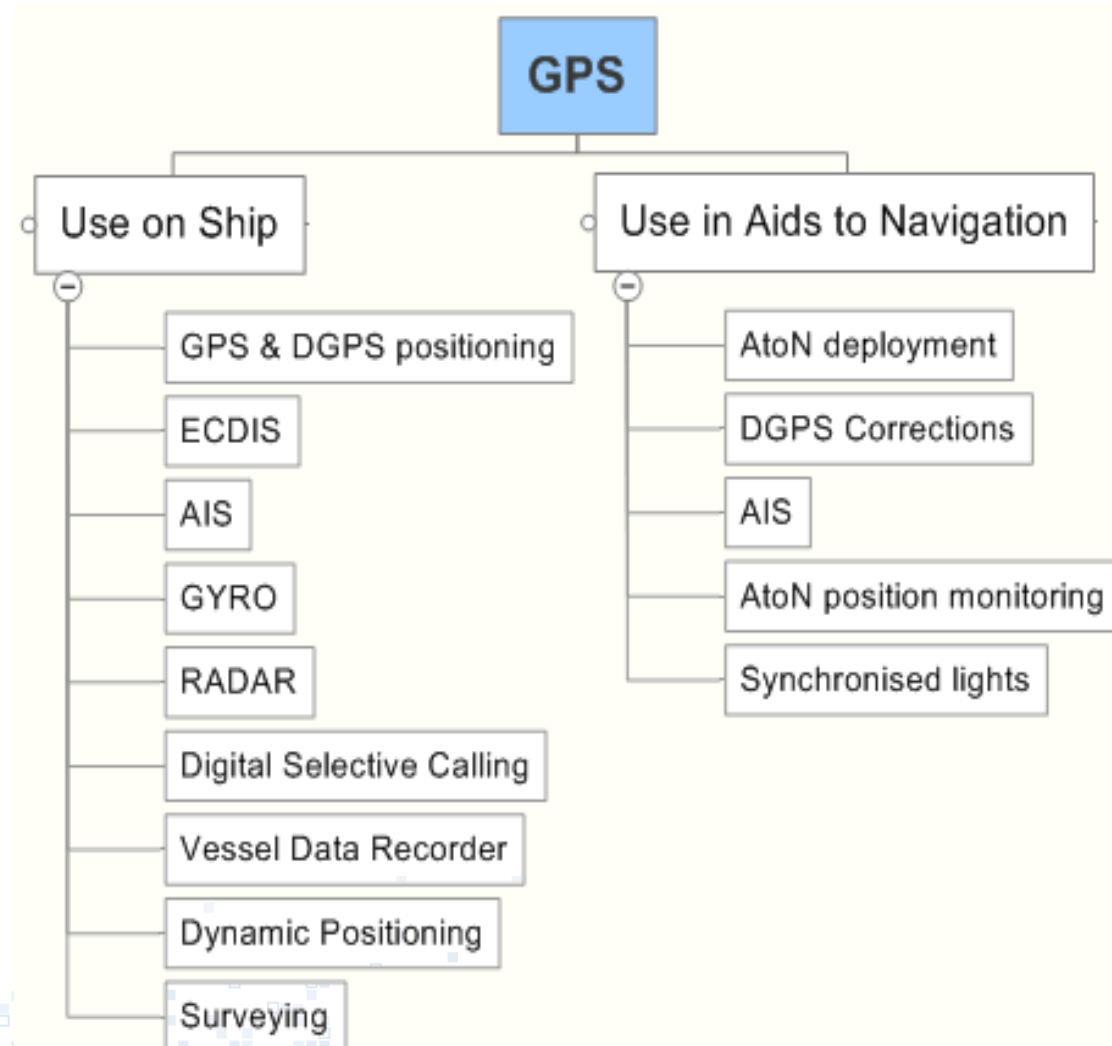 GPS
Use on Ship
GPS & DGPS positioning
ECDIS
AIS
GYRO
RADAR
Digital Selective Calling
Vessel Data Recorder
Dynamic Positioning
Surveying
Use in Aids to Navigation
AtoN deployment
DGPS Corrections
AIS
AtoN position monitoring
Synchronised lights